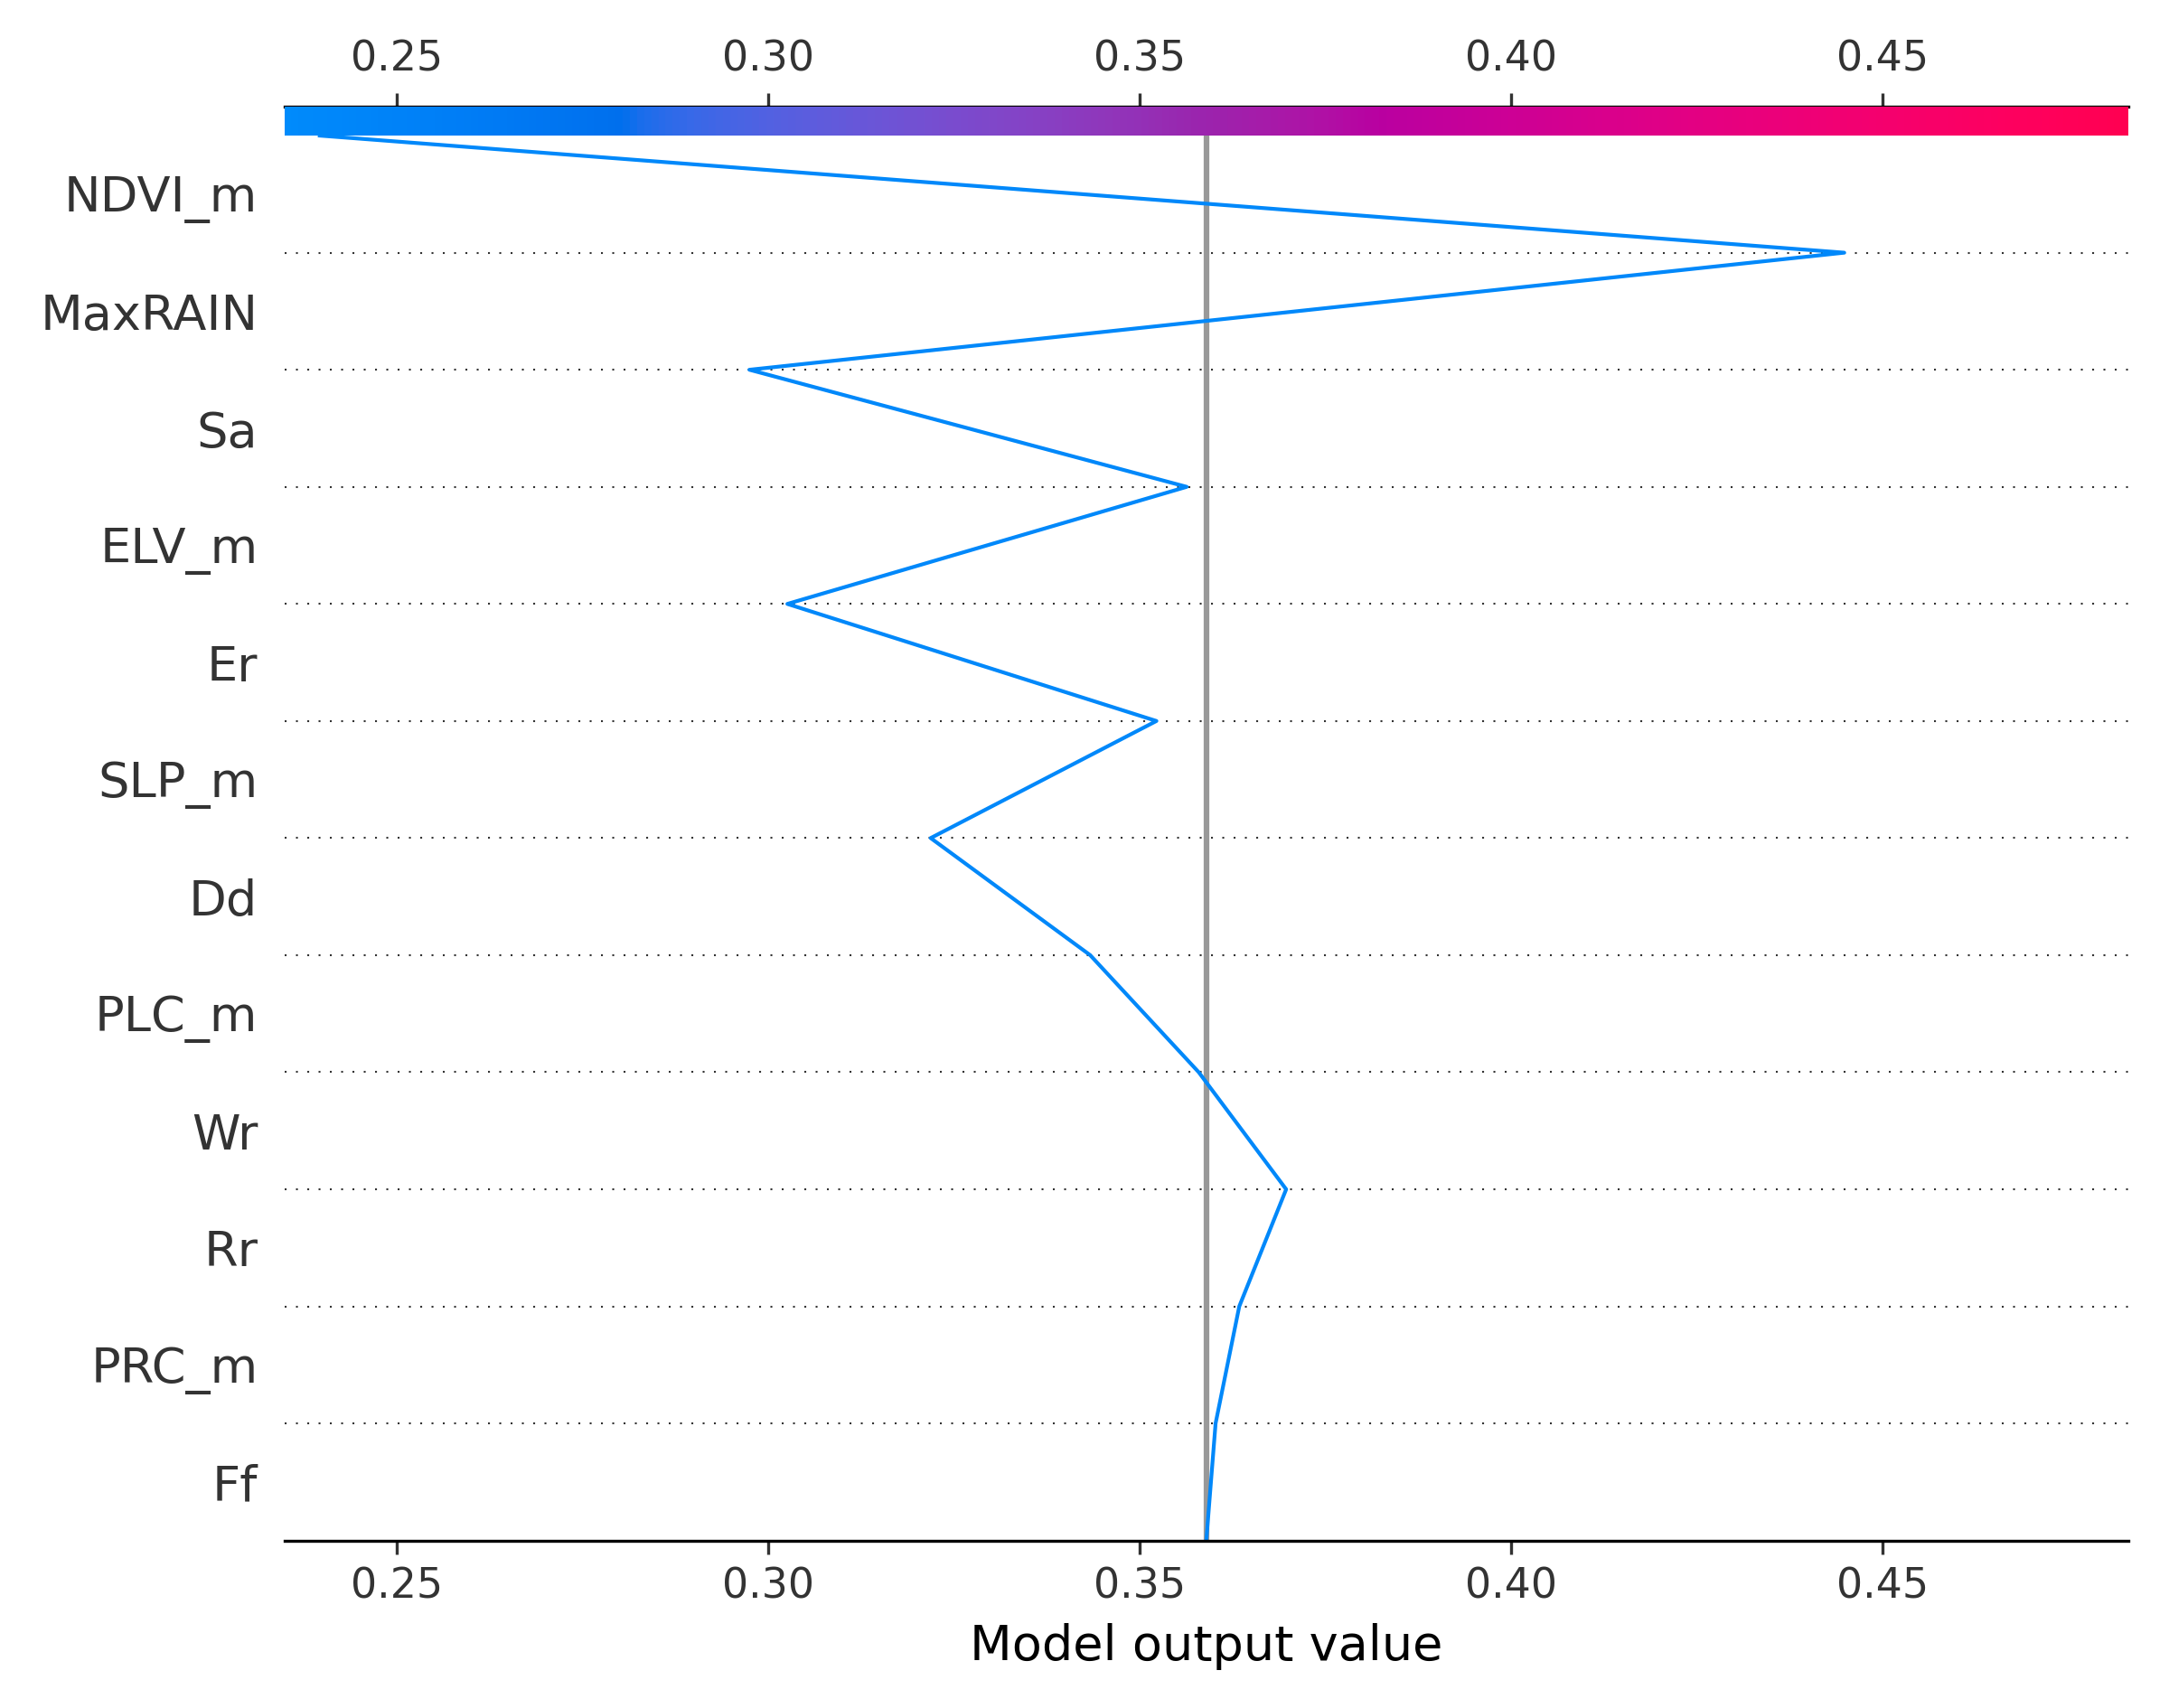 0.25 0.30 0.35 0.40 0.45
NDVI_m
MaxRAIN
Sa
ELV_m
Er
SLP_m
Dd
PLC_m
Wr
Rr
PRC_m
Ff
0.25 0.30 0.35 0.40 0.45
Model output value